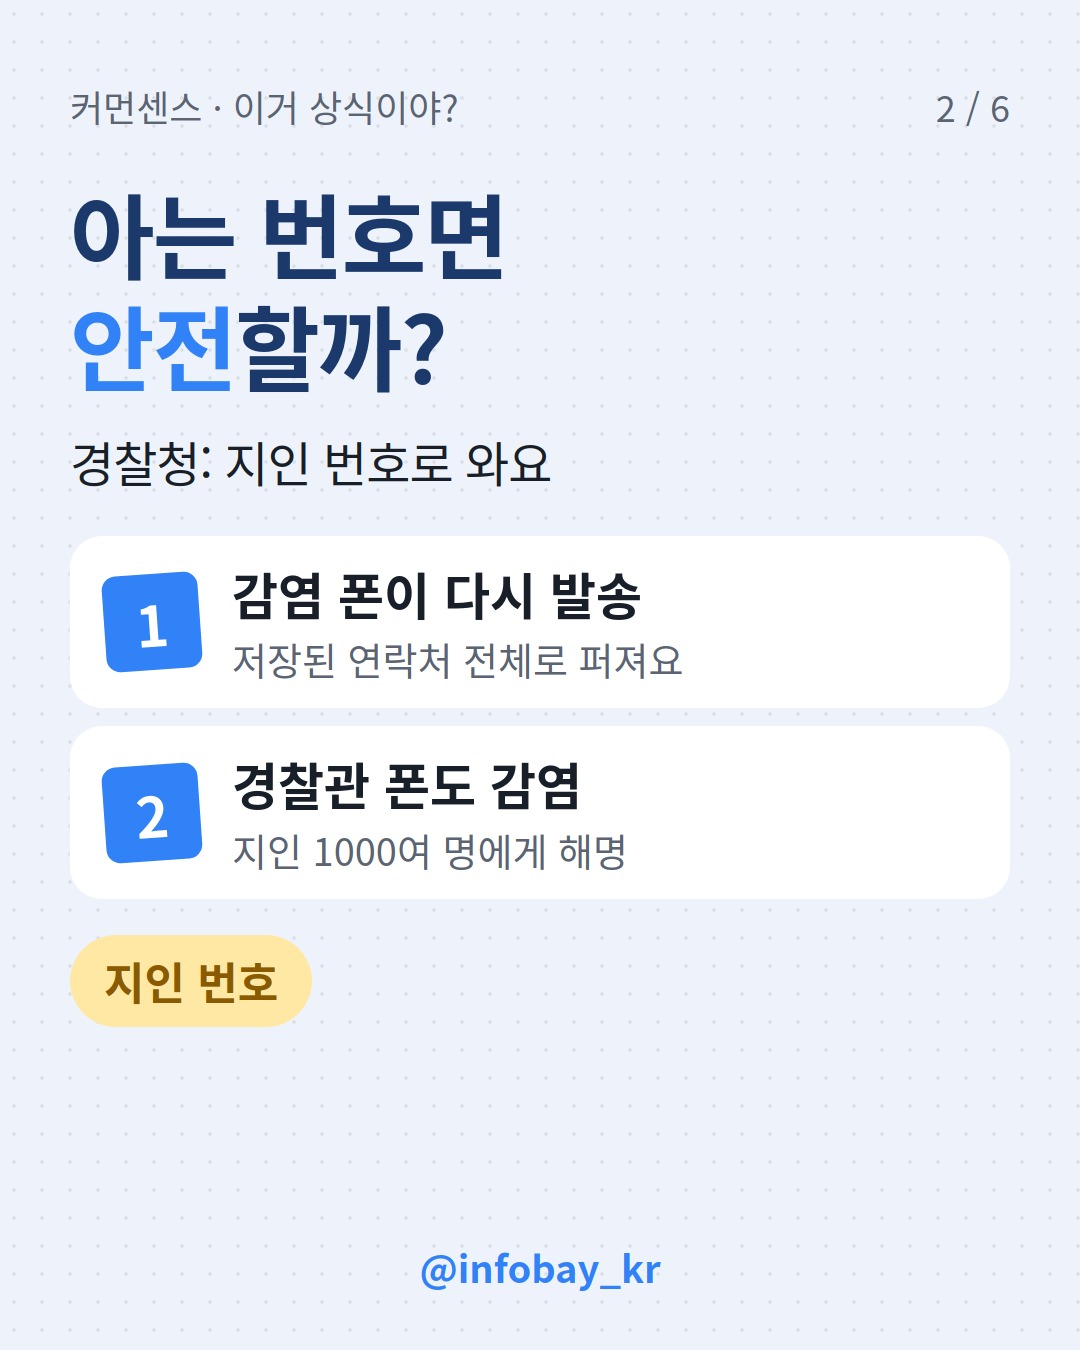 커먼센스 · 이거 상식이야?
2 / 6
아는 번호면
안전할까?
경찰청: 지인 번호로 와요
1
감염 폰이 다시 발송
저장된 연락처 전체로 퍼져요
2
경찰관 폰도 감염
지인 1000여 명에게 해명
지인 번호
@infobay_kr